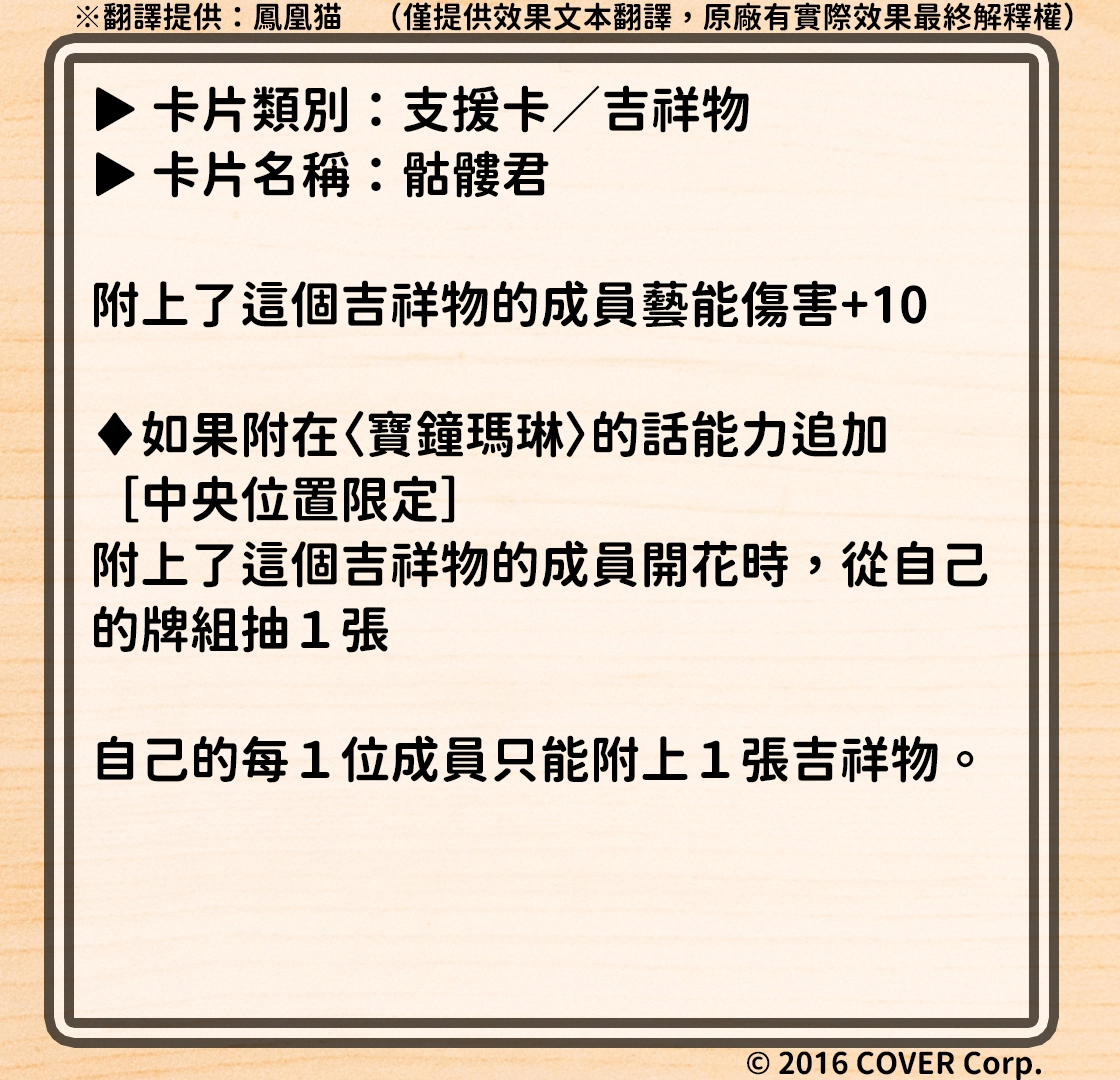 ※翻譯提供：鳳凰猫　（僅提供效果文本翻譯，原廠有實際效果最終解釋權）
▶ 卡片類別：支援卡／吉祥物
▶ 卡片名稱：骷髏君
附上了這個吉祥物的成員藝能傷害+10
♦如果附在〈寶鐘瑪琳〉的話能力追加
［中央位置限定］
附上了這個吉祥物的成員開花時，從自己
的牌組抽１張
自己的每１位成員只能附上１張吉祥物。
© 2016 COVER Corp.